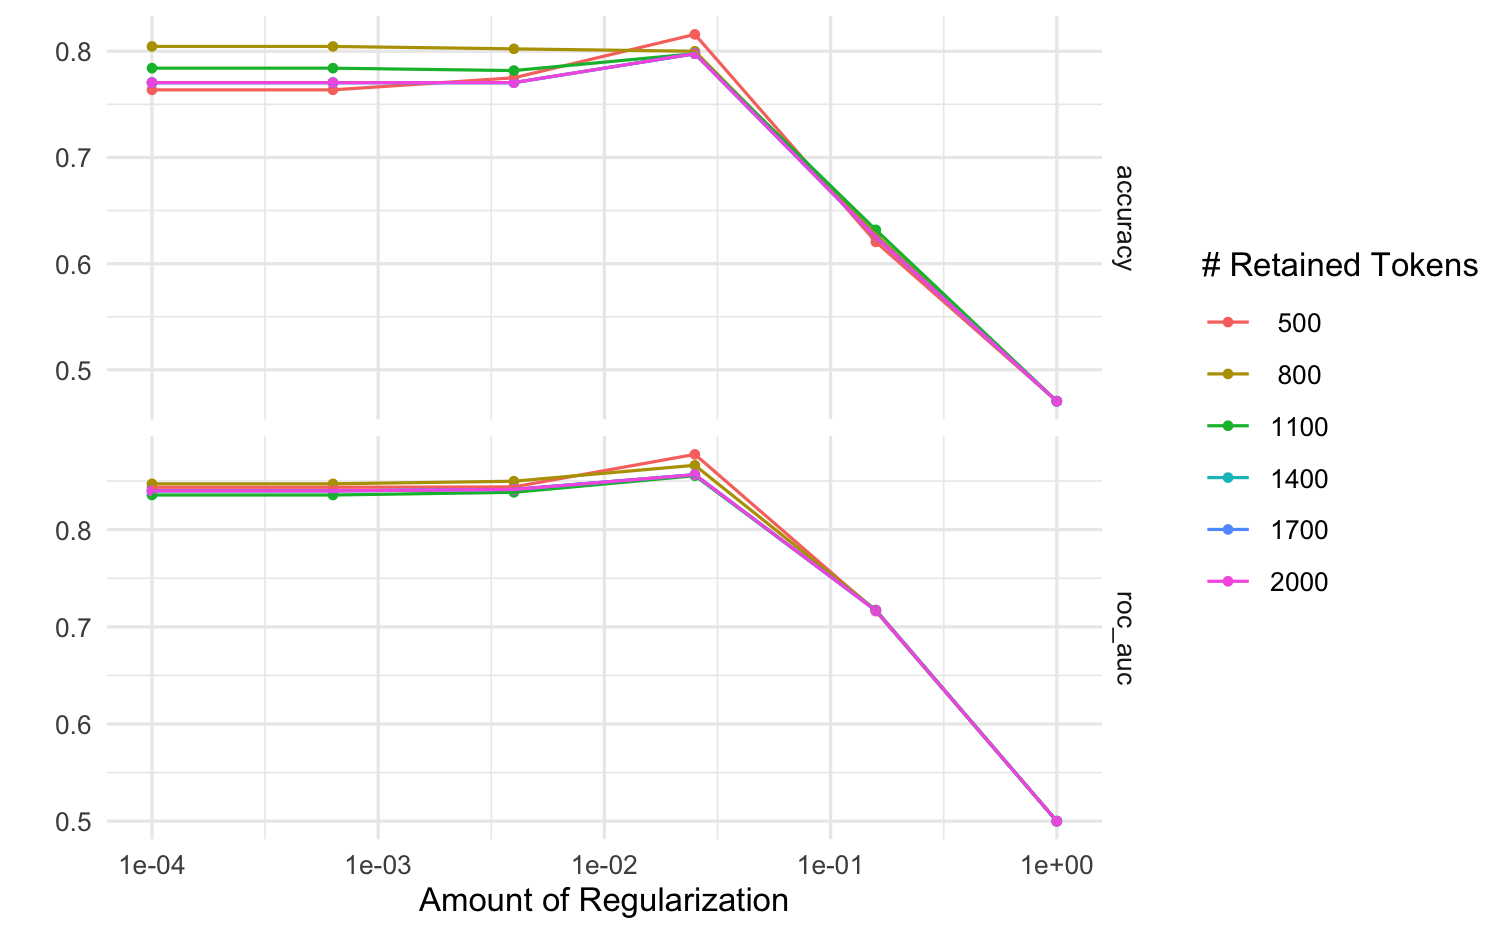 0.8
0.7
0.6
0.5
accuracy
0.8
0.7
0.6
0.5
roc_auc
1e-04 1e-03 1e-02 1e-01 1e+00
Amount of Regularization
# Retained Tokens
500
800
1100
1400
1700
2000